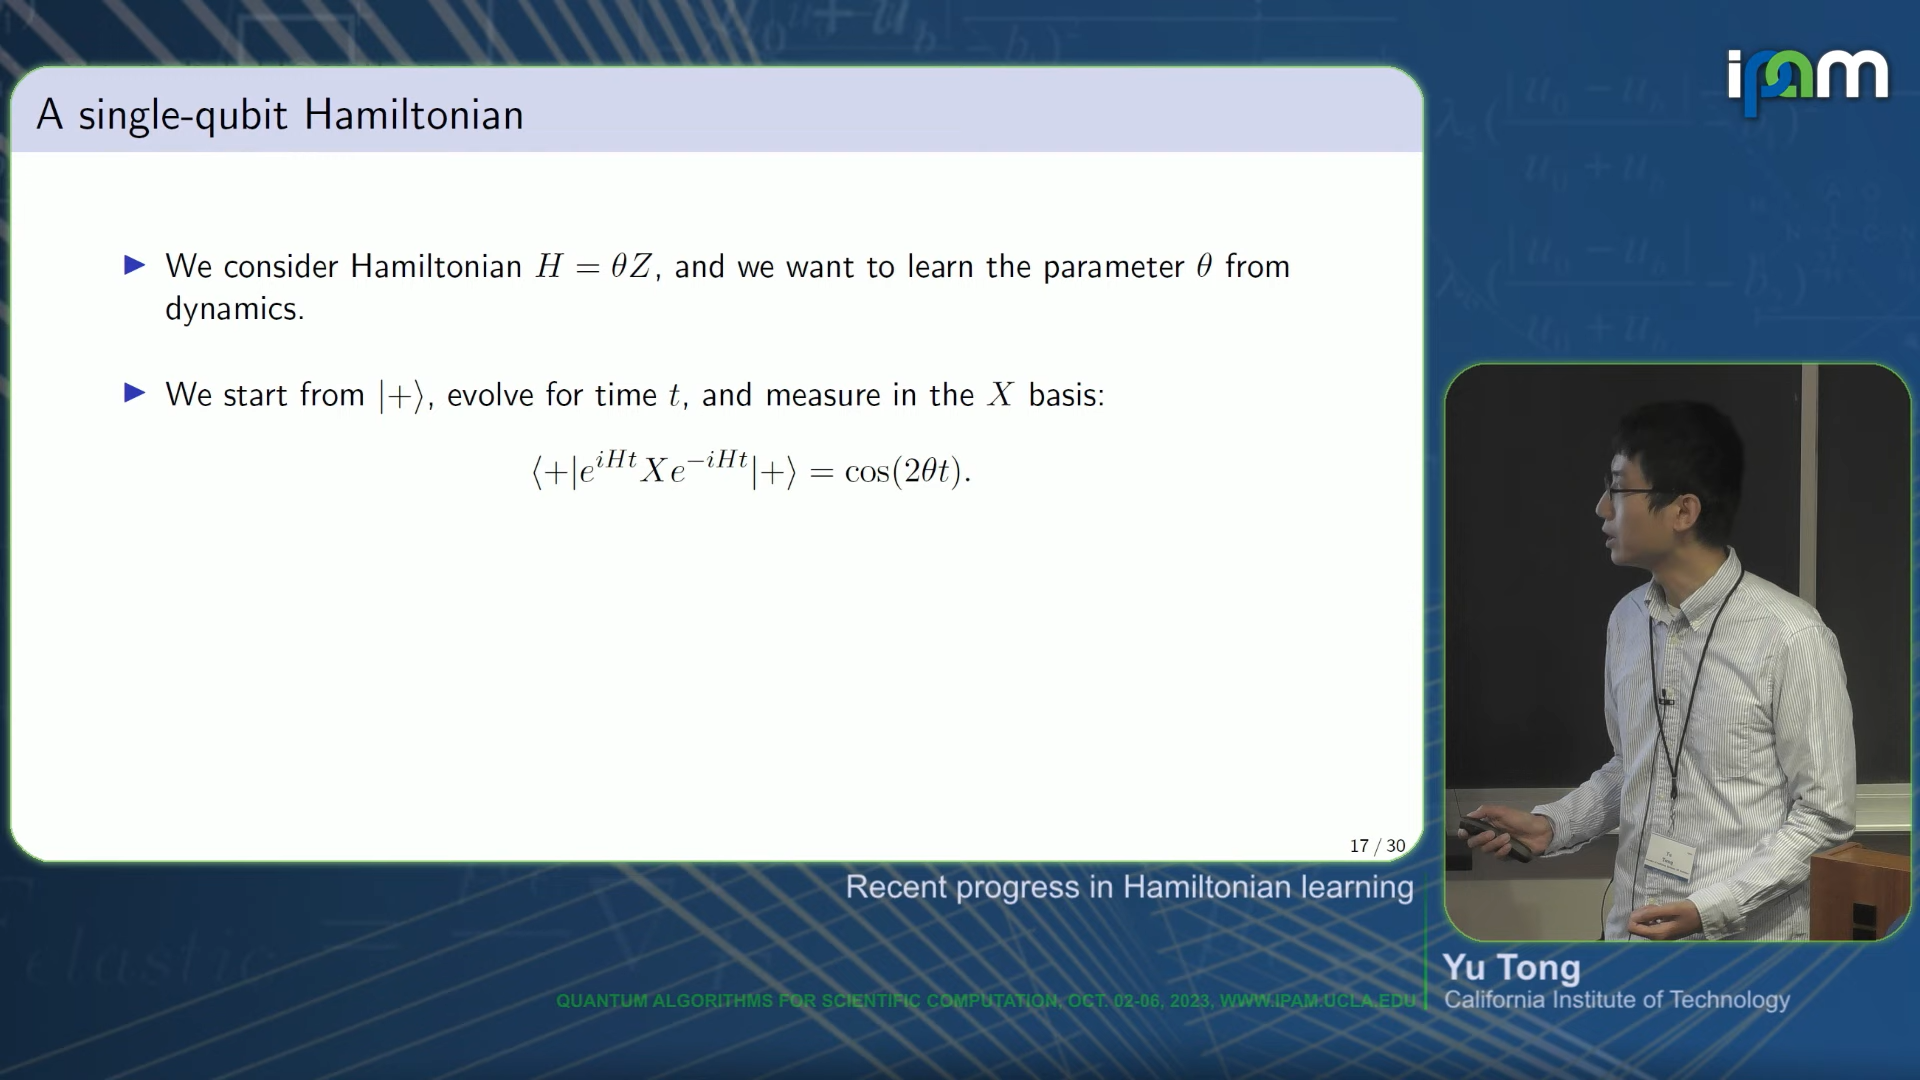 ipam
A single-qubit Hamiltonian
▶ We consider Hamiltonian H = θZ, and we want to learn the parameter θ from
dynamics.
▶ We start from |+⟩, evolve for time t, and measure in the X basis:
⟨+|e^{iHt} X e^{−iHt}|+⟩ = cos(2θt).
17 / 30
Recent progress in Hamiltonian learning
Yu Tong
California Institute of Technology
QUANTUM ALGORITHMS FOR SCIENTIFIC COMPUTATION, OCT. 02-06, 2023, WWW.IPAM.UCLA.EDU
Yu
Tong
elastic